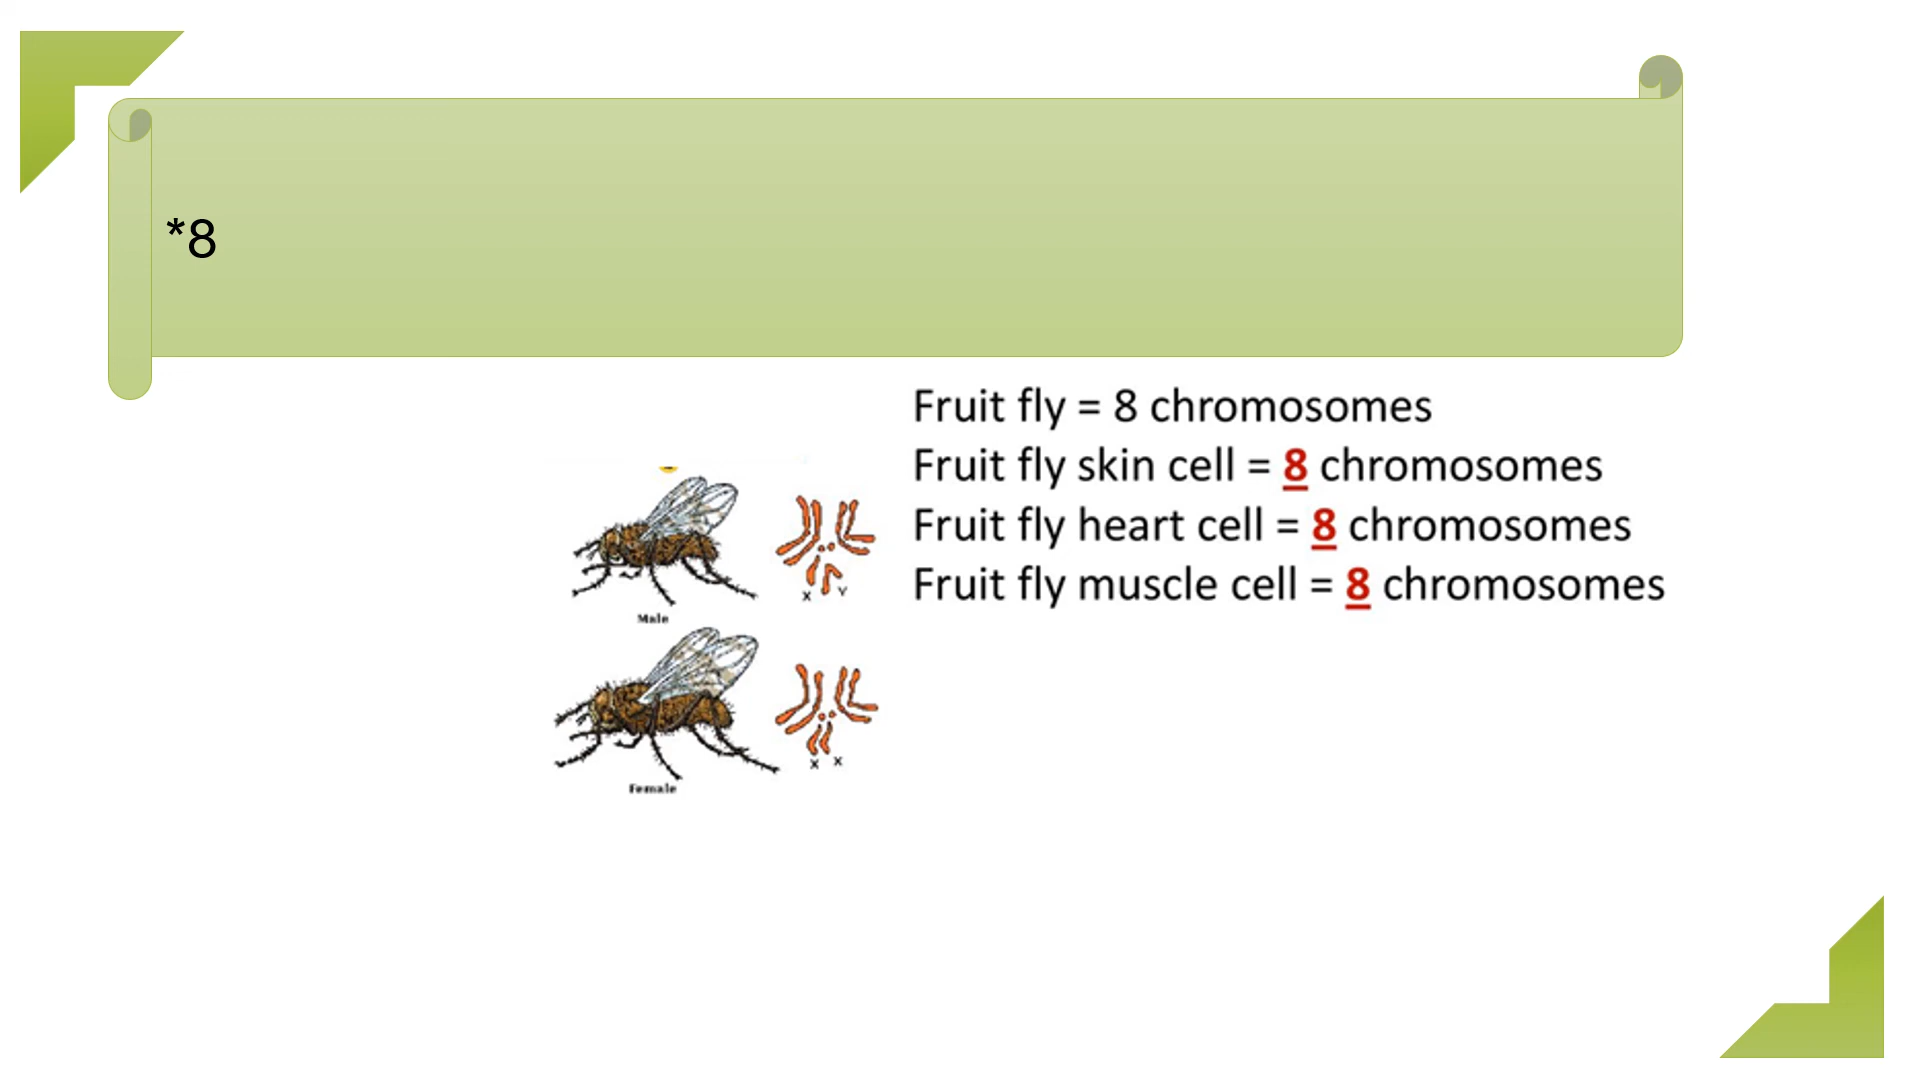 *8
Fruit fly = 8 chromosomes
Fruit fly skin cell = 8 chromosomes
Fruit fly heart cell = 8 chromosomes
Fruit fly muscle cell = 8 chromosomes
X Y
Male
X X
Female